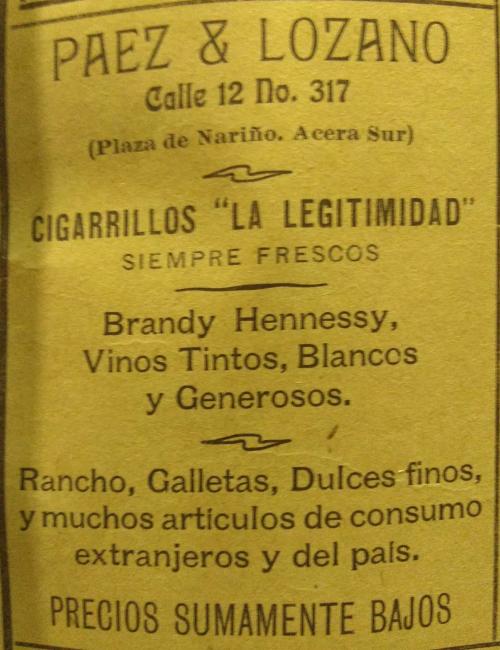 PAEZ & LOZANO
Calle 12 No. 317
(Plaza de Nariño. Acera Sur)
CIGARRILLOS "LA LEGITIMIDAD"
SIEMPRE FRESCOS
Brandy Hennessy,
Vinos Tintos, Blancos
y Generosos.
Rancho, Galletas, Dulces finos,
y muchos artículos de consumo
extranjeros y del país.
PRECIOS SUMAMENTE BAJOS